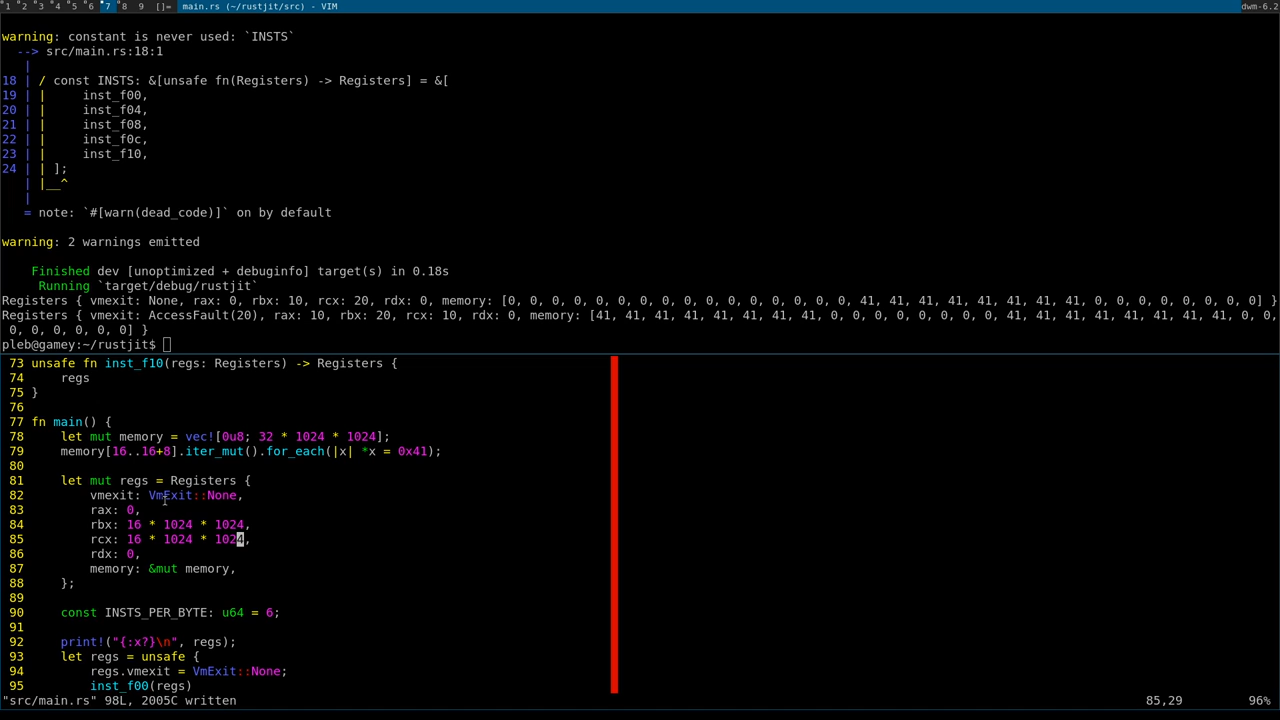 1 2 3 4 5 6 7 8 9 []= main.rs (~/rustjit/src) - VIM dwm-6.2
warning: constant is never used: `INSTS`
--> src/main.rs:18:1
|
18 | / const INSTS: &[unsafe fn(Registers) -> Registers] = &[
19 | |     inst_f00,
20 | |     inst_f04,
21 | |     inst_f08,
22 | |     inst_f0c,
23 | |     inst_f10,
24 | | ];
| |__^
|
= note: `#[warn(dead_code)]` on by default
warning: 2 warnings emitted
Finished dev [unoptimized + debuginfo] target(s) in 0.18s
Running `target/debug/rustjit`
Registers { vmexit: None, rax: 0, rbx: 10, rcx: 20, rdx: 0, memory: [0, 0, 0, 0, 0, 0, 0, 0, 0, 0, 0, 0, 0, 0, 0, 0, 41, 41, 41, 41, 41, 41, 41, 41, 0, 0, 0, 0, 0, 0, 0, 0] }
Registers { vmexit: AccessFault(20), rax: 10, rbx: 20, rcx: 10, rdx: 0, memory: [41, 41, 41, 41, 41, 41, 41, 41, 0, 0, 0, 0, 0, 0, 0, 0, 41, 41, 41, 41, 41, 41, 41, 41, 0, 0,
0, 0, 0, 0, 0, 0] }
pleb@gamey:~/rustjit$
73 unsafe fn inst_f10(regs: Registers) -> Registers {
74     regs
75 }
76
77 fn main() {
78     let mut memory = vec![0u8; 32 * 1024 * 1024];
79     memory[16..16+8].iter_mut().for_each(|x| *x = 0x41);
80
81     let mut regs = Registers {
82         vmexit: VmExit::None,
83         rax: 0,
84         rbx: 16 * 1024 * 1024,
85         rcx: 16 * 1024 * 1024,
86         rdx: 0,
87         memory: &mut memory,
88     };
89
90     const INSTS_PER_BYTE: u64 = 6;
91
92     print!("{:x?}\n", regs);
93     let regs = unsafe {
94         regs.vmexit = VmExit::None;
95         inst_f00(regs)
"src/main.rs" 98L, 2005C written 85,29 96%